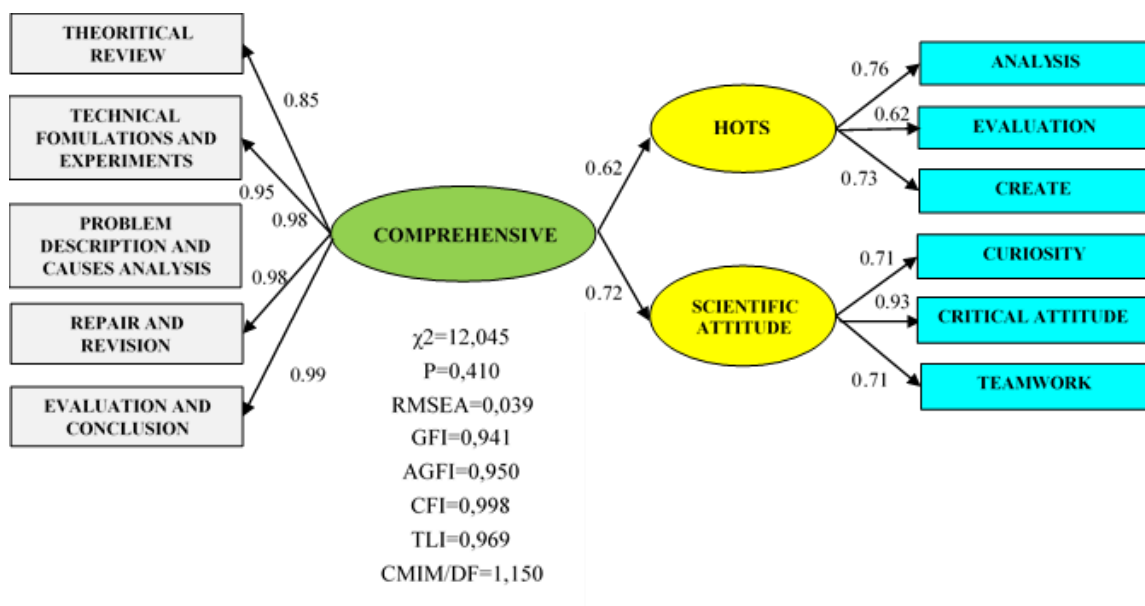 THEORITICAL
REVIEW
TECHNICAL
FOMULATIONS AND
EXPERIMENTS
PROBLEM
DESCRIPTION AND
CAUSES ANALYSIS
REPAIR AND
REVISION
EVALUATION AND
CONCLUSION
0.85
0.95
0.98
0.98
0.99
COMPREHENSIVE
χ2=12,045
P=0,410
RMSEA=0,039
GFI=0,941
AGFI=0,950
CFI=0,998
TLI=0,969
CMIM/DF=1,150
0.62
0.72
HOTS
SCIENTIFIC
ATTITUDE
0.76
0.62
0.73
0.71
0.93
0.71
ANALYSIS
EVALUATION
CREATE
CURIOSITY
CRITICAL ATTITUDE
TEAMWORK